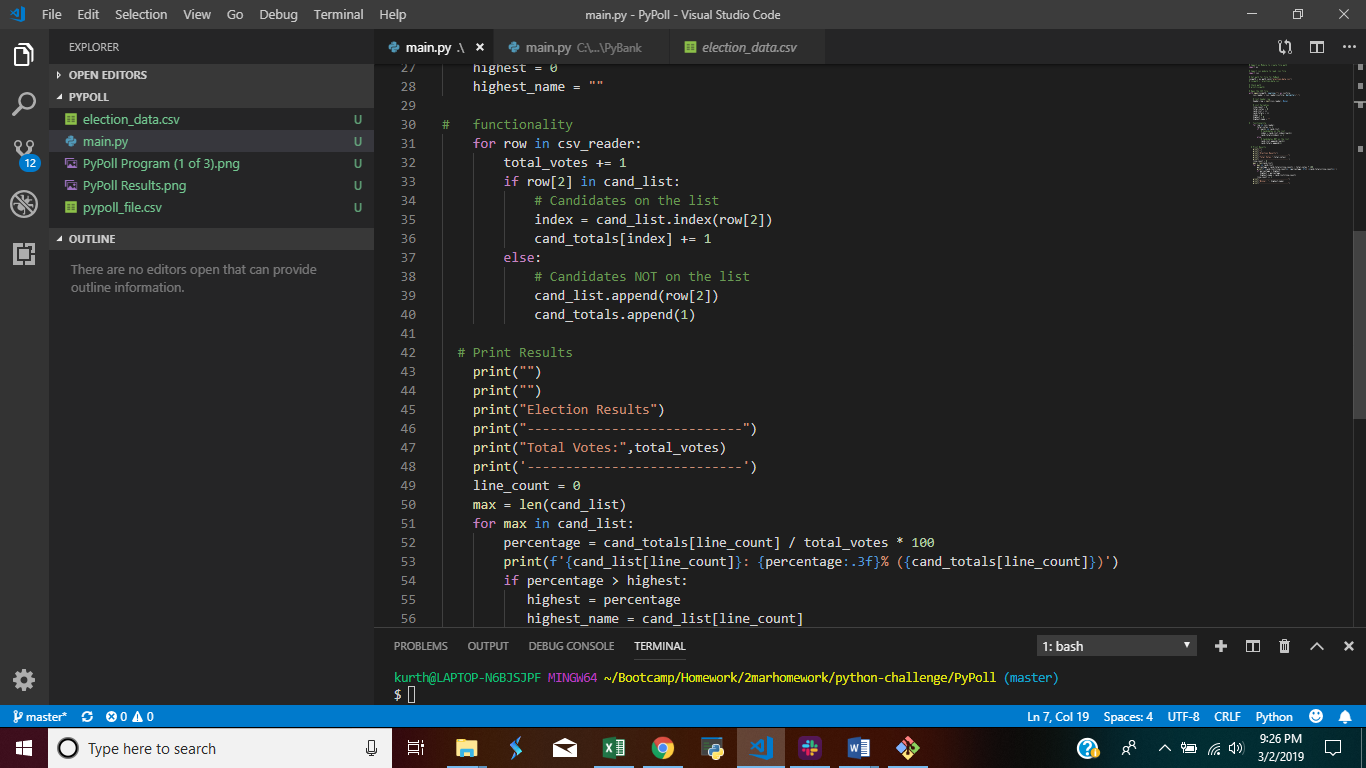 File Edit Selection View Go Debug Terminal Help main.py - PyPoll - Visual Studio Code
EXPLORER
OPEN EDITORS
PYPOLL
election_data.csv U
main.py U
PyPoll Program (1 of 3).png U
PyPoll Results.png U
pypoll_file.csv U
OUTLINE
There are no editors open that can provide
outline information.
12
main.py .\ main.py C:\...\PyBank election_data.csv
27 highest = 0
28 highest_name = ""
29
30 # functionality
31 for row in csv_reader:
32 total_votes += 1
33 if row[2] in cand_list:
34 # Candidates on the list
35 index = cand_list.index(row[2])
36 cand_totals[index] += 1
37 else:
38 # Candidates NOT on the list
39 cand_list.append(row[2])
40 cand_totals.append(1)
41
42 # Print Results
43 print("")
44 print("")
45 print("Election Results")
46 print("----------------------------")
47 print("Total Votes:",total_votes)
48 print('----------------------------')
49 line_count = 0
50 max = len(cand_list)
51 for max in cand_list:
52 percentage = cand_totals[line_count] / total_votes * 100
53 print(f'{cand_list[line_count]}: {percentage:.3f}% ({cand_totals[line_count]})')
54 if percentage > highest:
55 highest = percentage
56 highest_name = cand_list[line_count]
PROBLEMS OUTPUT DEBUG CONSOLE TERMINAL 1: bash
kurth@LAPTOP-N6BJSJPF MINGW64 ~/Bootcamp/Homework/2marhomework/python-challenge/PyPoll (master)
$
master* 0 0 Ln 7, Col 19 Spaces: 4 UTF-8 CRLF Python
Type here to search
9:26 PM
3/2/2019